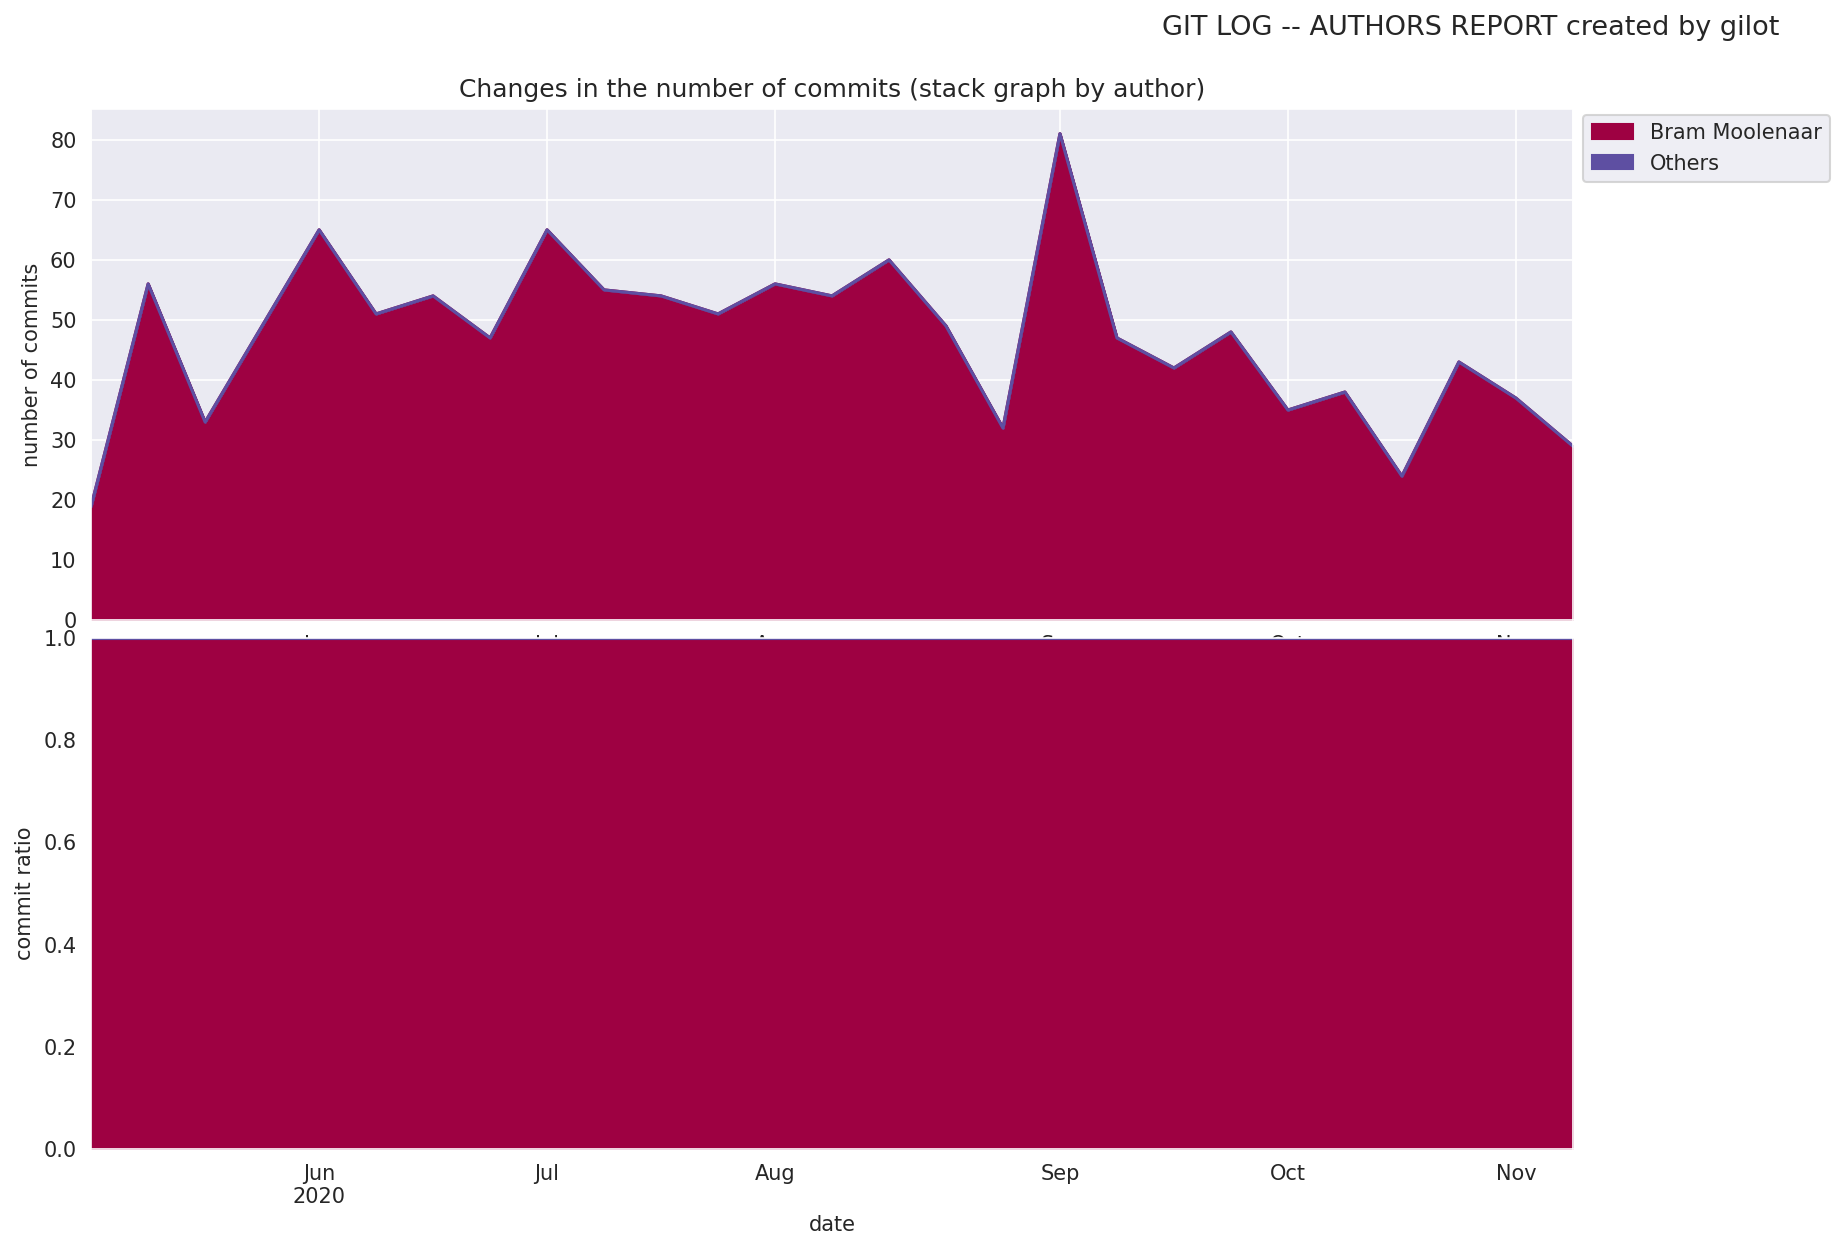 GIT LOG -- AUTHORS REPORT created by gilot
Changes in the number of commits (stack graph by author)
Bram Moolenaar
Others
number of commits
80
70
60
50
40
30
20
10
0
commit ratio
1.0
0.8
0.6
0.4
0.2
0.0
Jun
2020
Jul
Aug
Sep
Oct
Nov
date